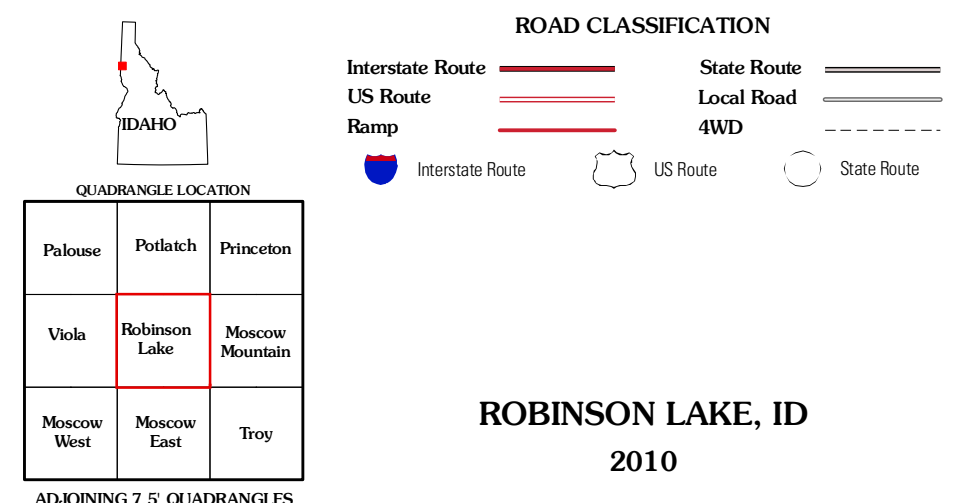 ROAD CLASSIFICATION
Interstate Route
State Route
US Route
Local Road
Ramp
4WD
Interstate Route
US Route
State Route
IDAHO
QUADRANGLE LOCATION
Palouse
Potlatch
Princeton
Viola
Robinson
Lake
Moscow
Mountain
Moscow
West
Moscow
East
Troy
ADJOINING 7.5' QUADRANGLES
ROBINSON LAKE, ID
2010